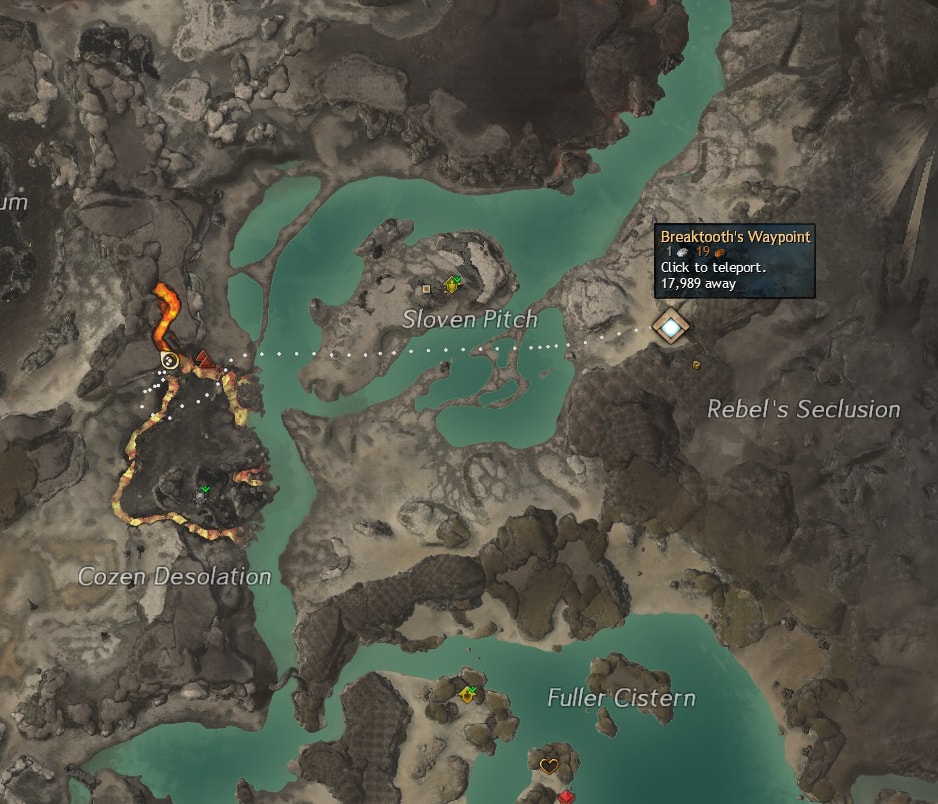 um
Breaktooth's Waypoint
1 19
Click to teleport.
17,989 away
Sloven Pitch
Rebel's Seclusion
Cozen Desolation
Fuller Cistern